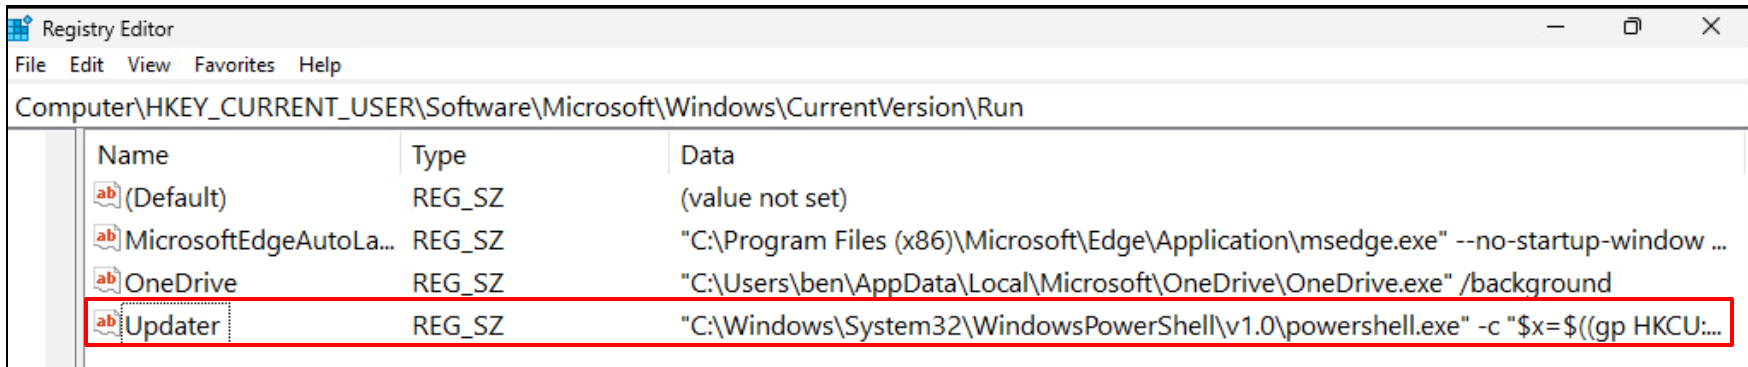 Registry Editor
File Edit View Favorites Help
Computer\HKEY_CURRENT_USER\Software\Microsoft\Windows\CurrentVersion\Run
Name Type Data
(Default) REG_SZ (value not set)
MicrosoftEdgeAutoLa... REG_SZ "C:\Program Files (x86)\Microsoft\Edge\Application\msedge.exe" --no-startup-window ...
OneDrive REG_SZ "C:\Users\ben\AppData\Local\Microsoft\OneDrive\OneDrive.exe" /background
Updater REG_SZ "C:\Windows\System32\WindowsPowerShell\v1.0\powershell.exe" -c "$x=$((gp HKCU:...